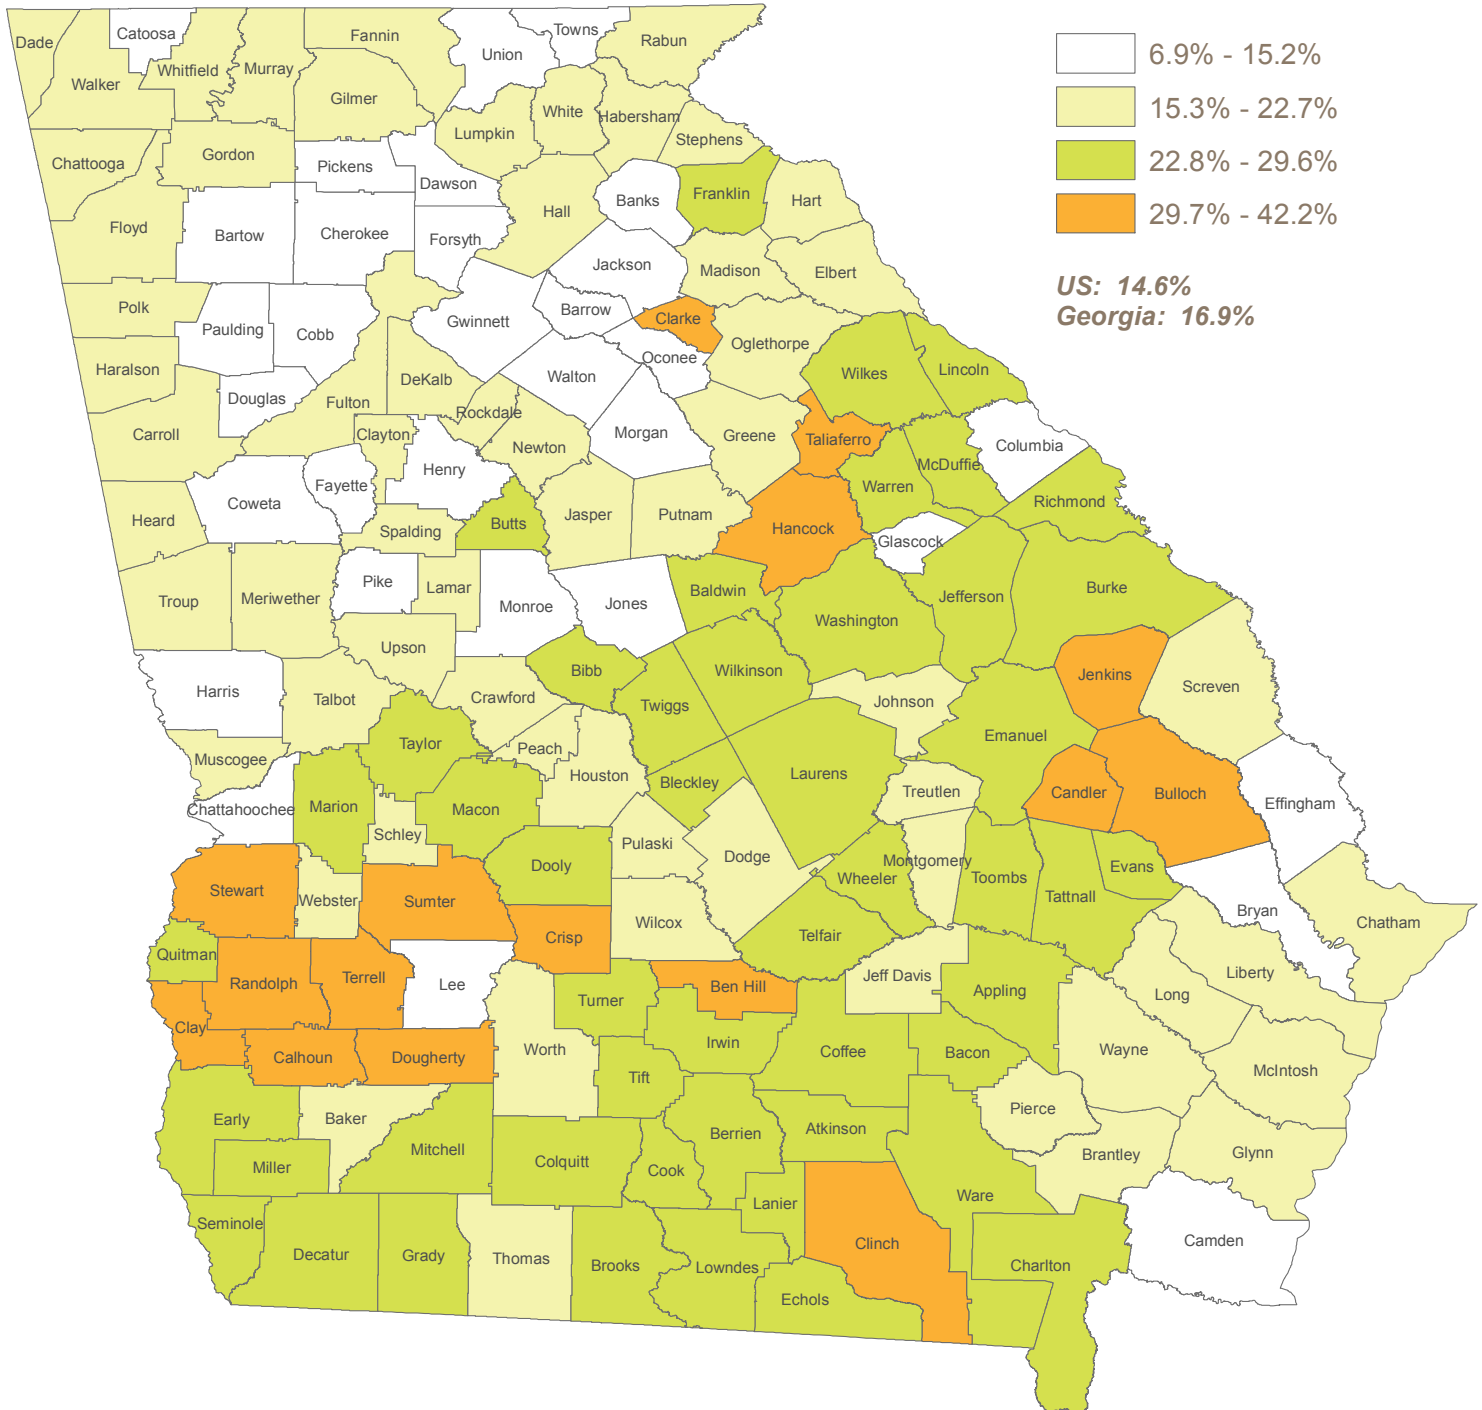 6.9% - 15.2%
15.3% - 22.7%
22.8% - 29.6%
29.7% - 42.2%
US: 14.6%
Georgia: 16.9%
Dade
Catoosa
Fannin
Union
Towns
Rabun
Walker
Whitfield
Murray
Gilmer
White
Habersham
Lumpkin
Stephens
Chattooga
Gordon
Pickens
Dawson
Banks
Franklin
Hart
Hall
Floyd
Bartow
Cherokee
Forsyth
Jackson
Madison
Elbert
Polk
Paulding
Cobb
Gwinnett
Barrow
Clarke
Oconee
Oglethorpe
Haralson
Douglas
DeKalb
Walton
Wilkes
Lincoln
Fulton
Rockdale
Carroll
Clayton
Newton
Morgan
Greene
Taliaferro
Columbia
Henry
McDuffie
Coweta
Fayette
Warren
Richmond
Heard
Spalding
Butts
Jasper
Putnam
Hancock
Glascock
Troup
Meriwether
Pike
Lamar
Monroe
Jones
Baldwin
Jefferson
Burke
Washington
Upson
Bibb
Wilkinson
Jenkins
Harris
Talbot
Crawford
Twiggs
Johnson
Screven
Muscogee
Taylor
Peach
Houston
Emanuel
Chattahoochee
Marion
Macon
Bleckley
Laurens
Treutlen
Candler
Bulloch
Effingham
Schley
Pulaski
Dodge
Montgomery
Stewart
Webster
Sumter
Dooly
Wheeler
Toombs
Evans
Tattnall
Bryan
Chatham
Crisp
Wilcox
Telfair
Quitman
Randolph
Terrell
Lee
Ben Hill
Jeff Davis
Appling
Liberty
Long
Turner
Clay
Calhoun
Dougherty
Worth
Irwin
Coffee
Bacon
Wayne
McIntosh
Tift
Early
Baker
Pierce
Mitchell
Berrien
Atkinson
Miller
Colquitt
Cook
Brantley
Glynn
Ware
Lanier
Seminole
Decatur
Grady
Thomas
Brooks
Lowndes
Clinch
Charlton
Camden
Echols